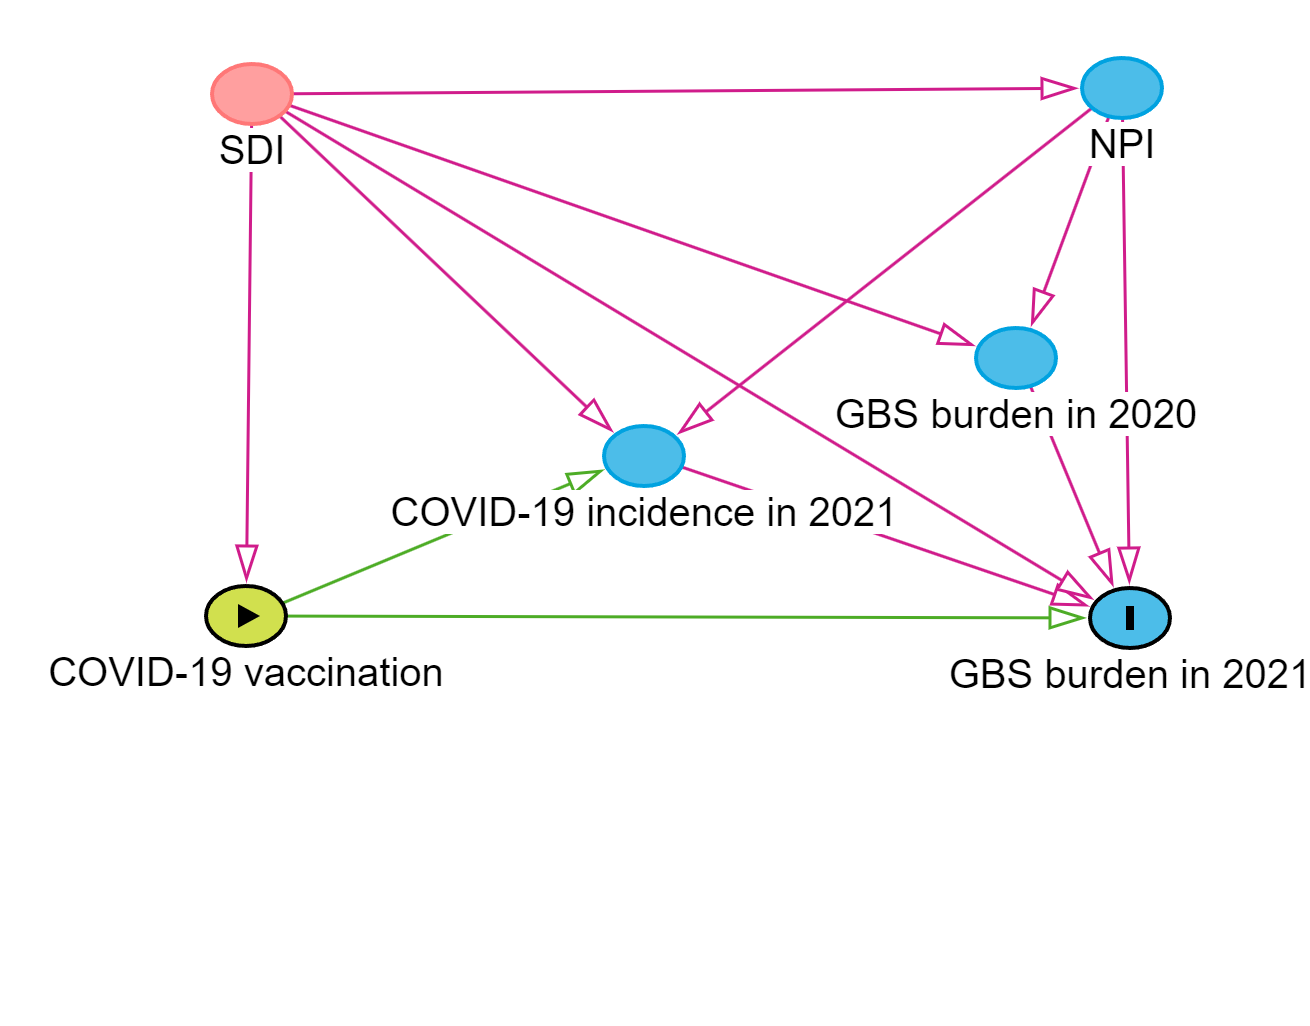 SDI
NPI
GBS burden in 2020
COVID-19 incidence in 2021
COVID-19 vaccination
GBS burden in 2021